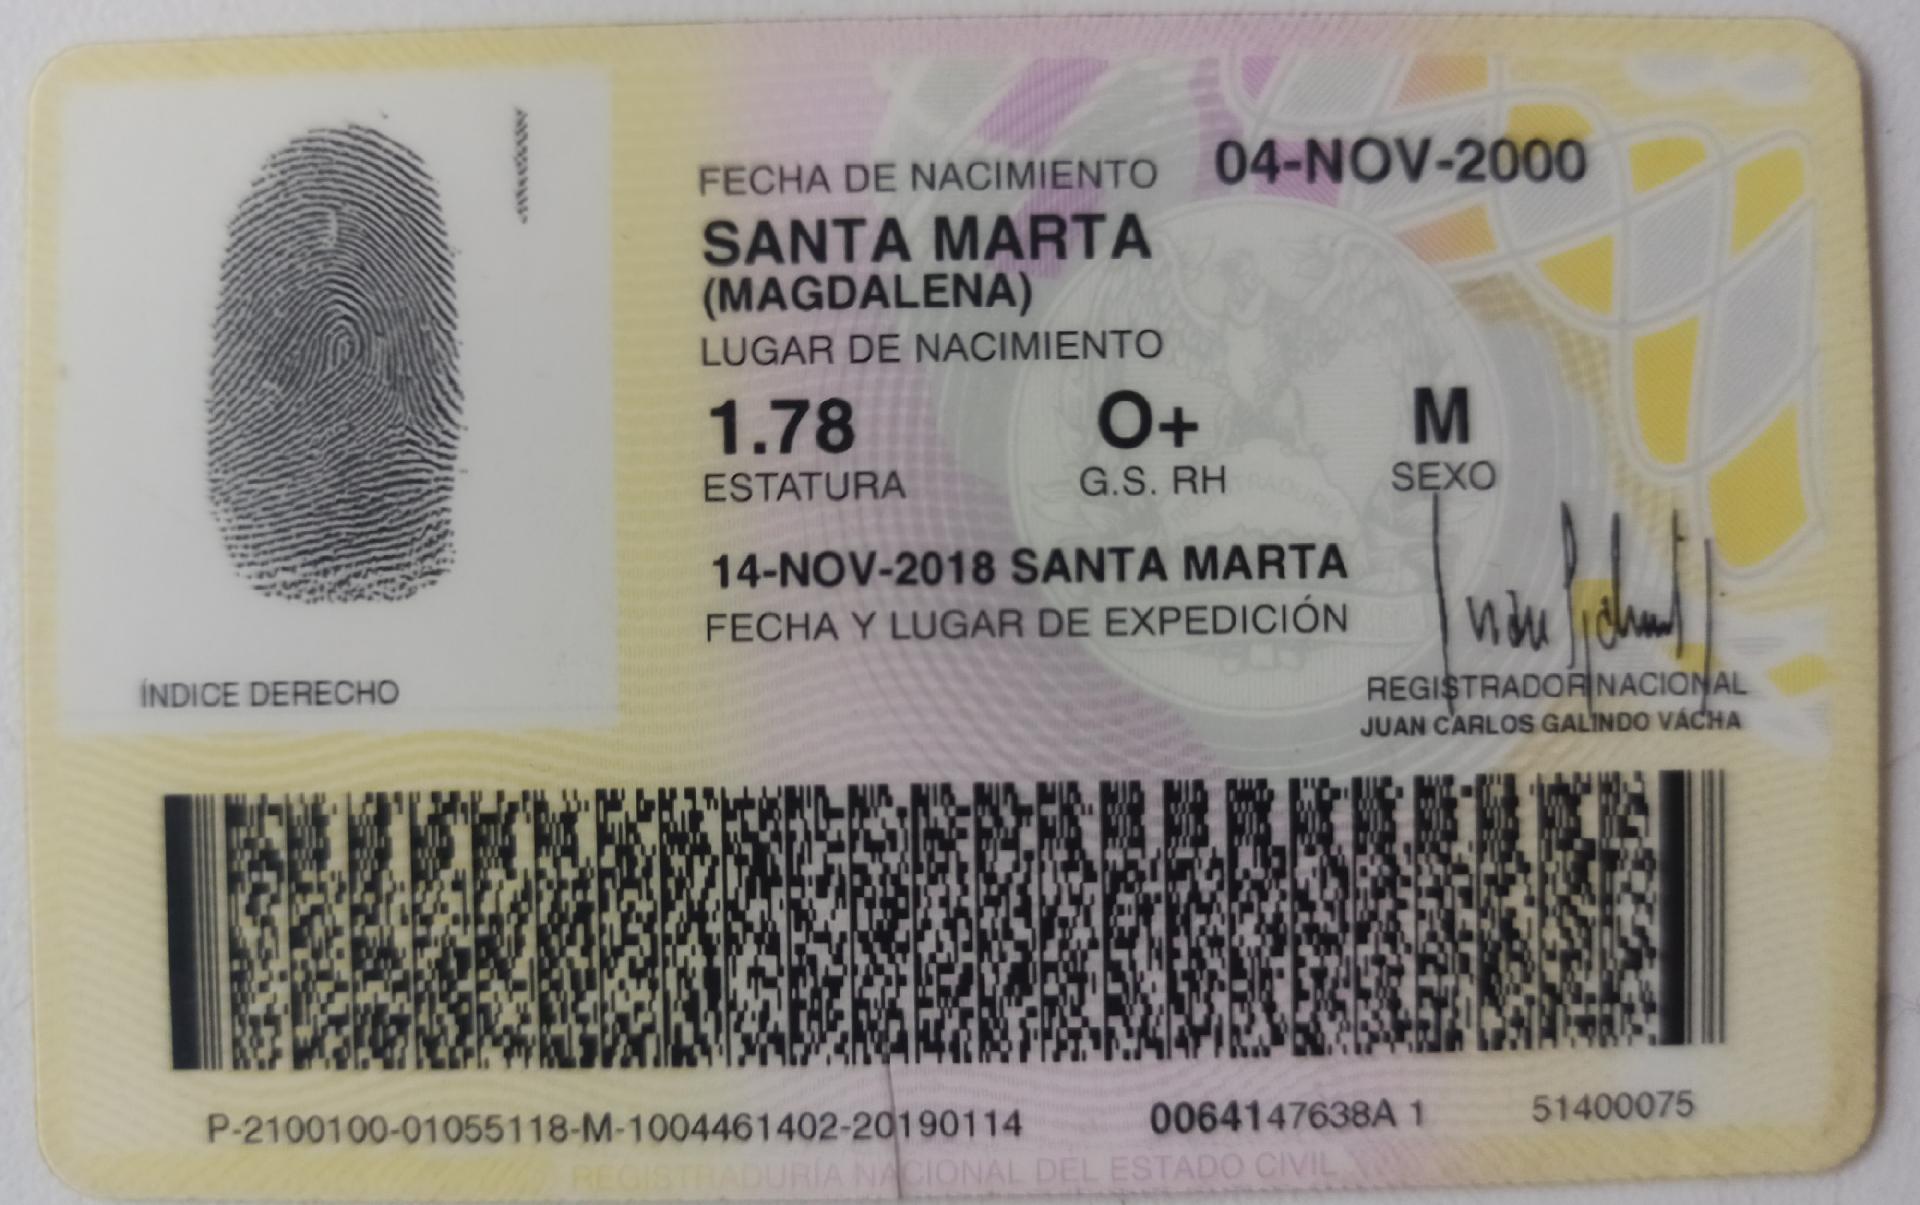 FECHA DE NACIMIENTO 04-NOV-2000
SANTA MARTA
(MAGDALENA)
LUGAR DE NACIMIENTO
1.78 O+ M
ESTATURA G.S. RH SEXO
14-NOV-2018 SANTA MARTA
FECHA Y LUGAR DE EXPEDICIÓN
ÍNDICE DERECHO
REGISTRADOR NACIONAL
JUAN CARLOS GALINDO VÁCHA
P-2100100-01055118-M-1004461402-20190114 0064147638A 1 51400075
REGISTRADURÍA NACIONAL DEL ESTADO CIVIL